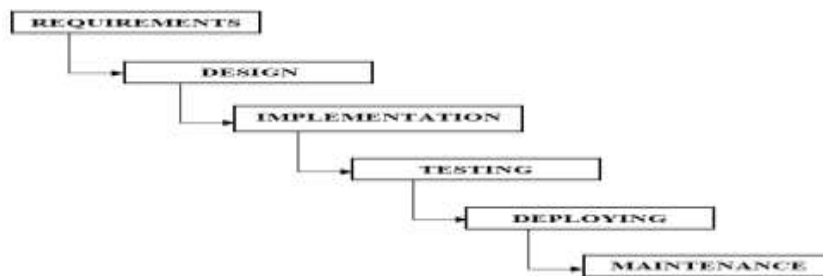 REQUIREMENTS
DESIGN
IMPLEMENTATION
TESTING
DEPLOYING
MAINTENANCE